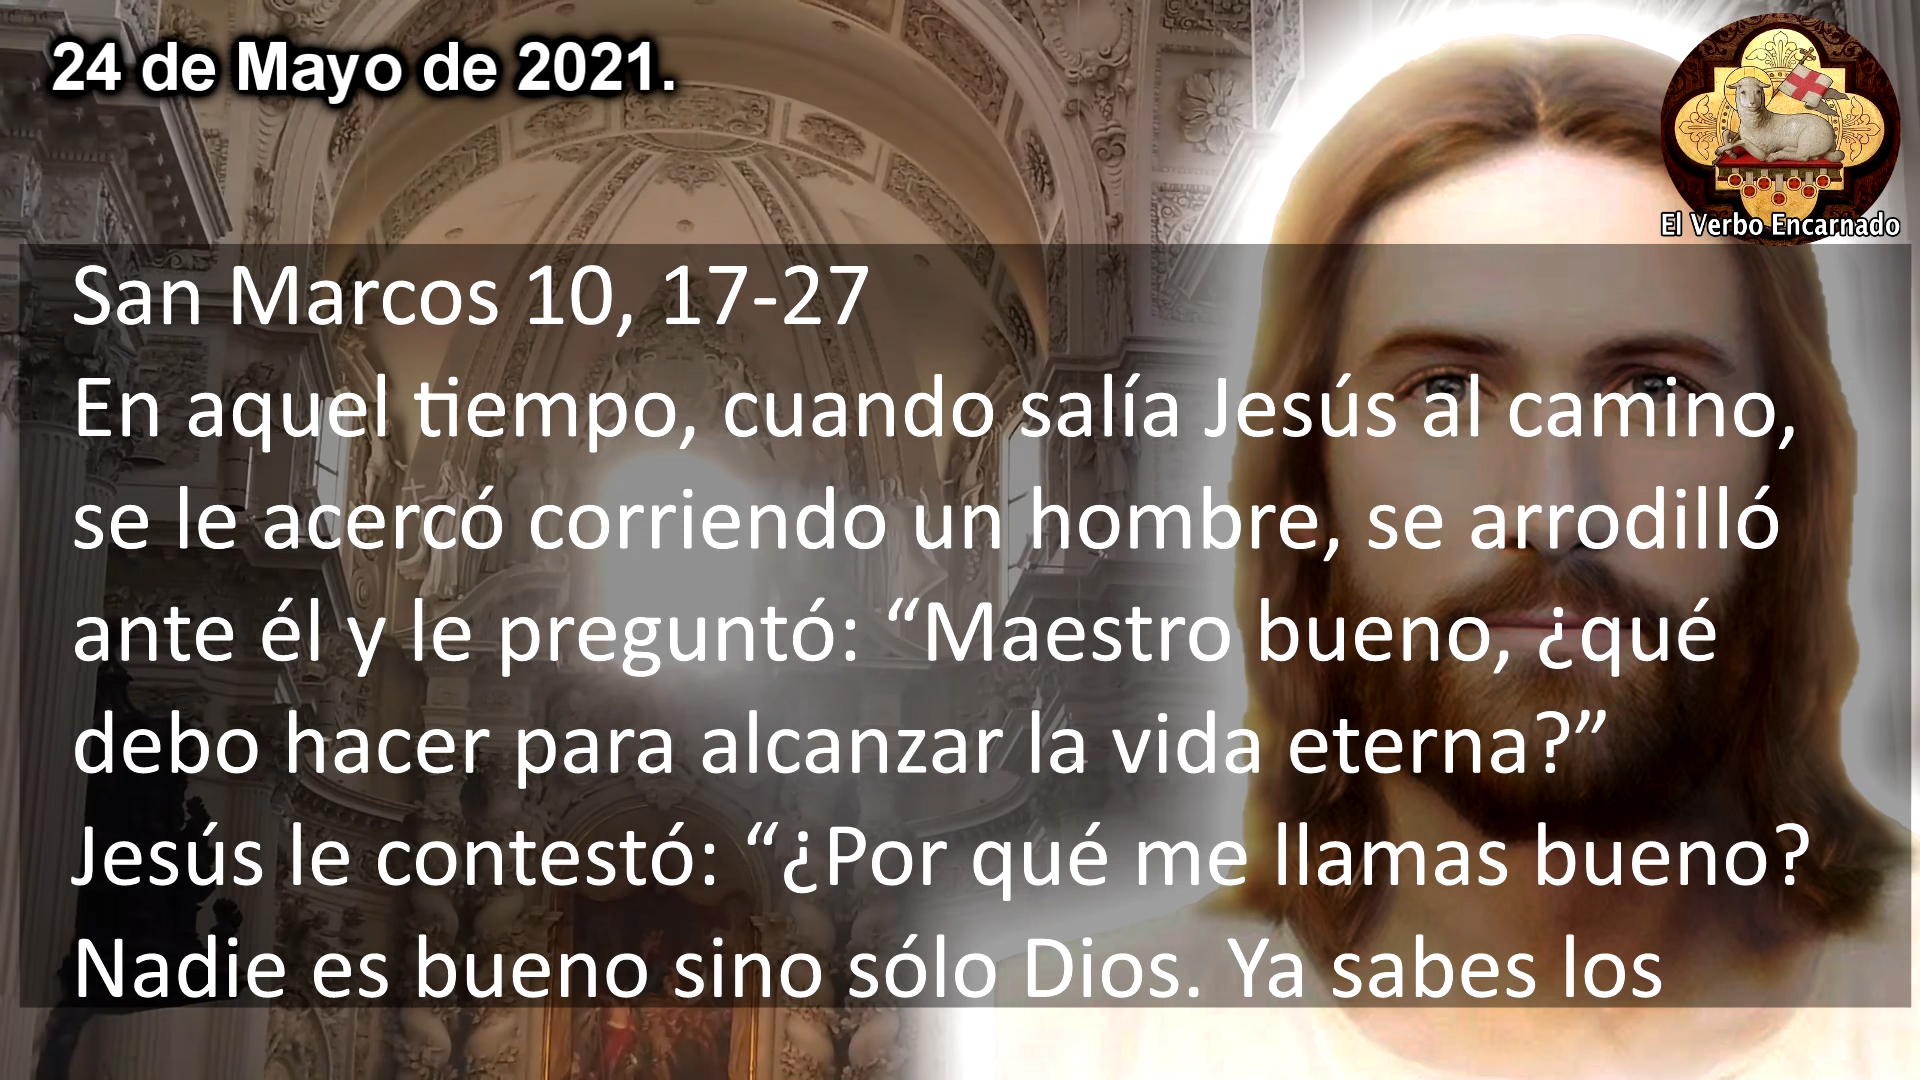 24 de Mayo de 2021.
El Verbo Encarnado
San Marcos 10, 17-27
En aquel tiempo, cuando salía Jesús al camino,
se le acercó corriendo un hombre, se arrodilló
ante él y le preguntó: “Maestro bueno, ¿qué
debo hacer para alcanzar la vida eterna?”
Jesús le contestó: “¿Por qué me llamas bueno?
Nadie es bueno sino sólo Dios. Ya sabes los